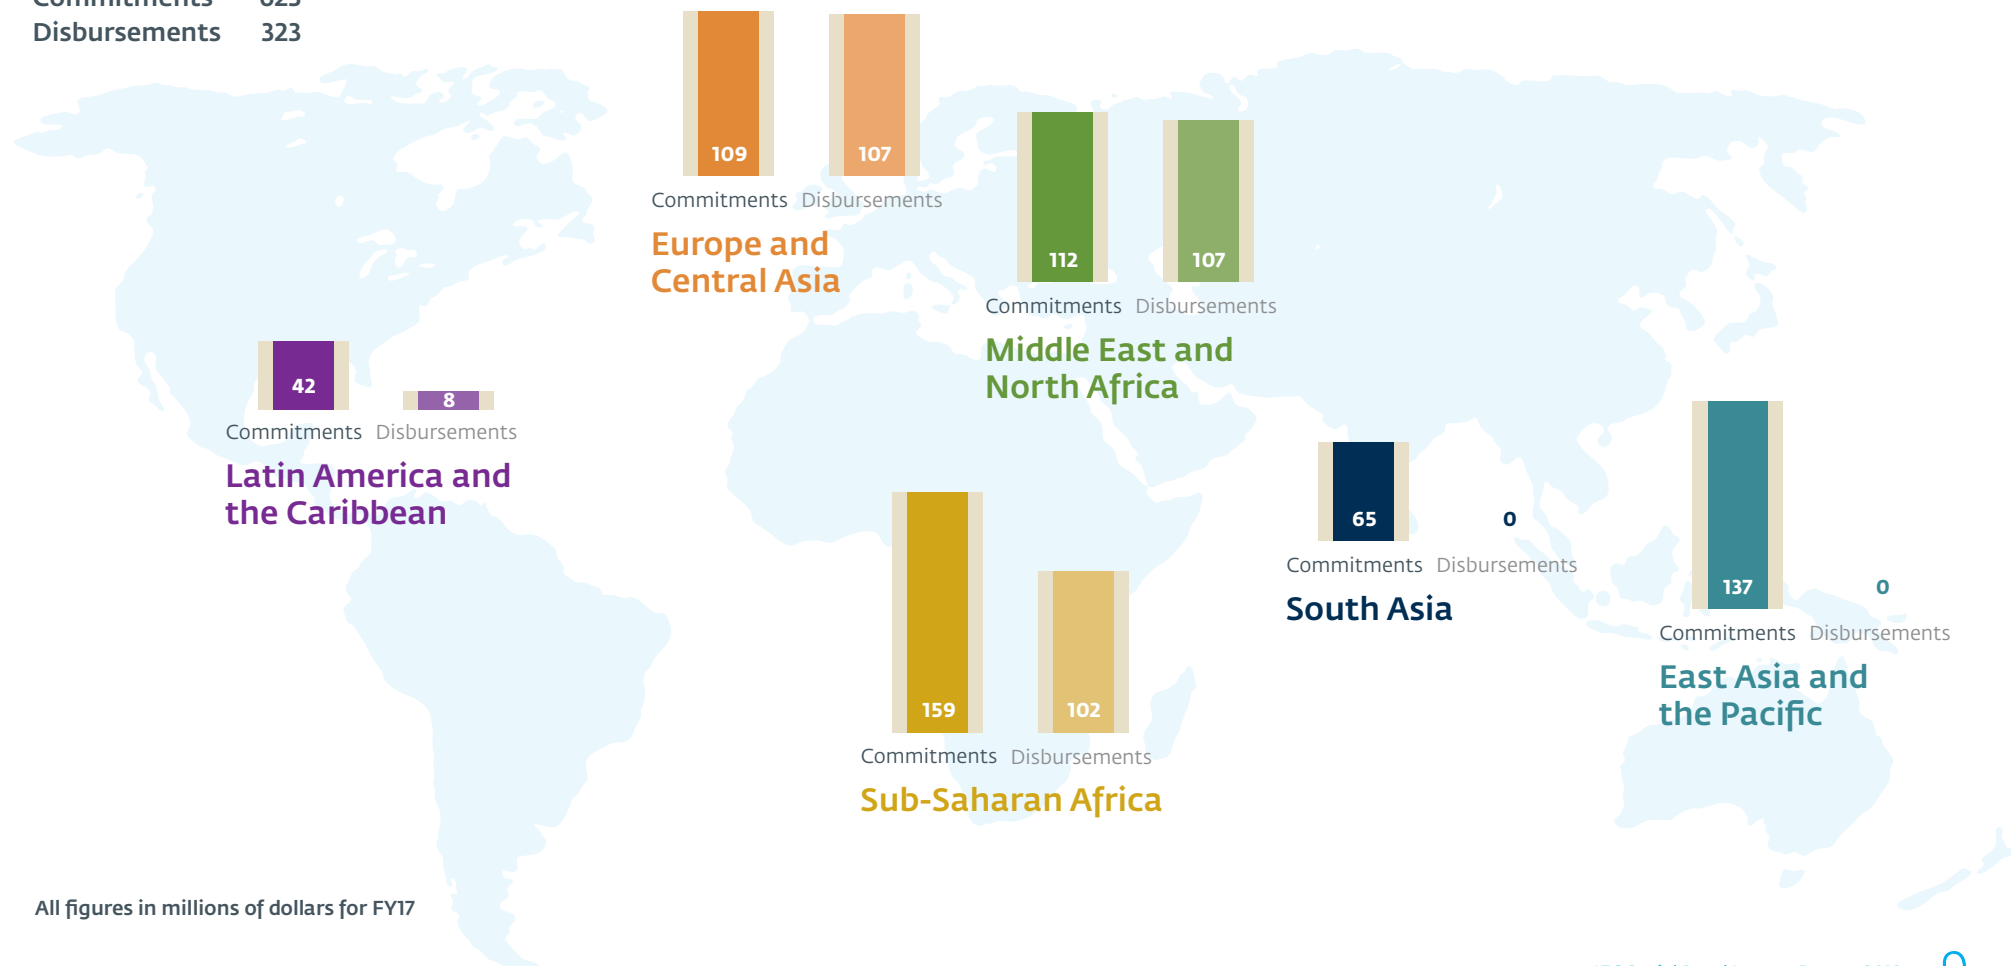 Commitments 623
Disbursements 323
109
107
Commitments Disbursements
Europe and
Central Asia
112
107
Commitments Disbursements
Middle East and
North Africa
42
8
Commitments Disbursements
Latin America and
the Caribbean
65
0
Commitments Disbursements
South Asia
137
0
Commitments Disbursements
East Asia and
the Pacific
159
102
Commitments Disbursements
Sub-Saharan Africa
All figures in millions of dollars for FY17